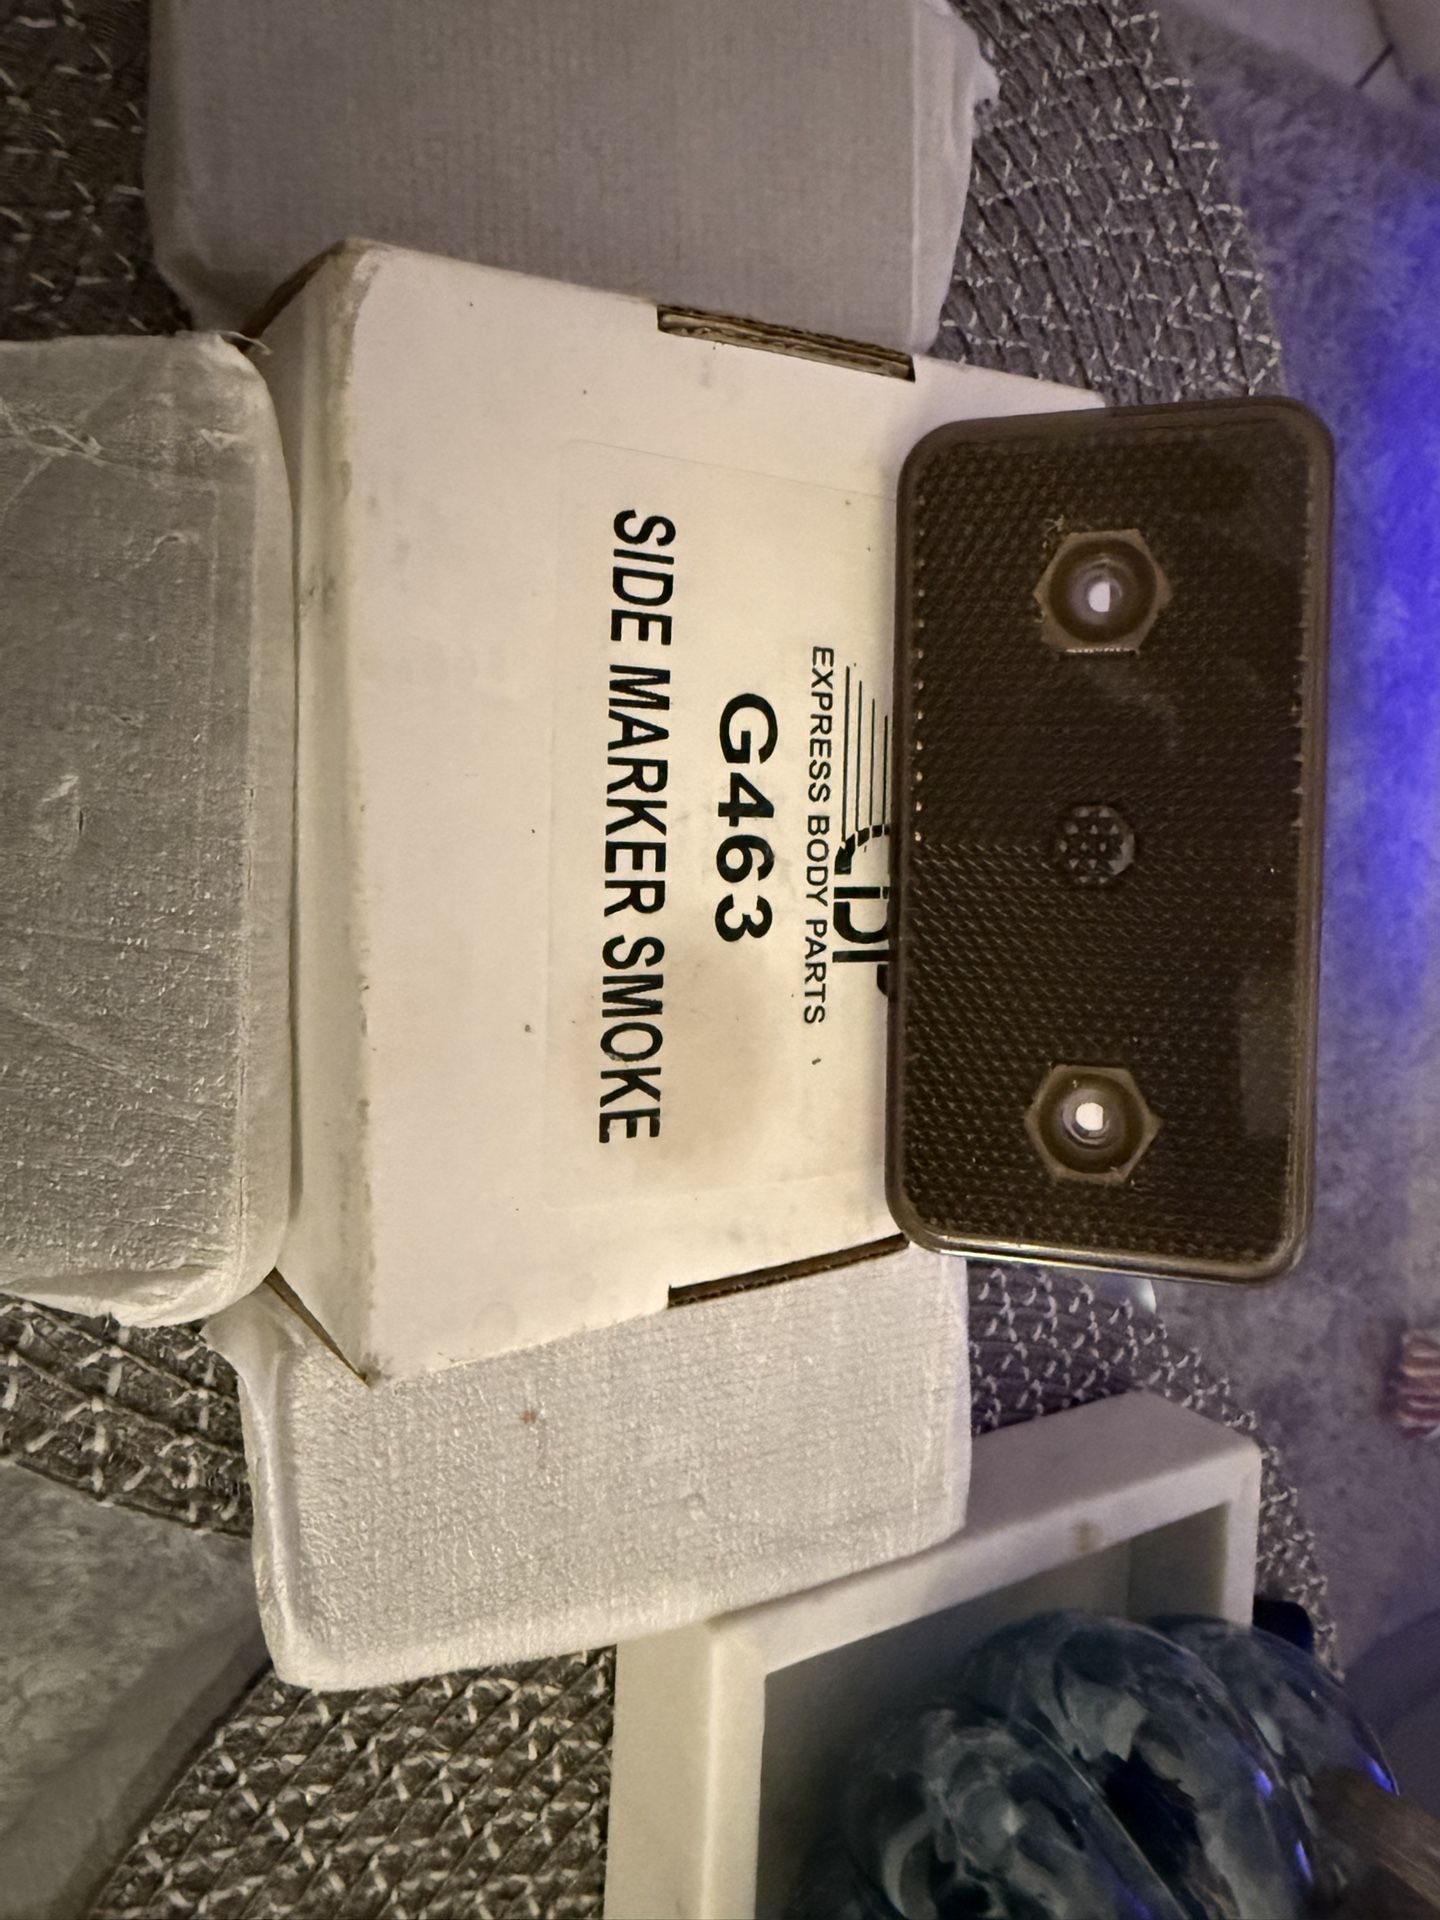 EXPRESS BODY PARTS
G463
SIDE MARKER SMOKE